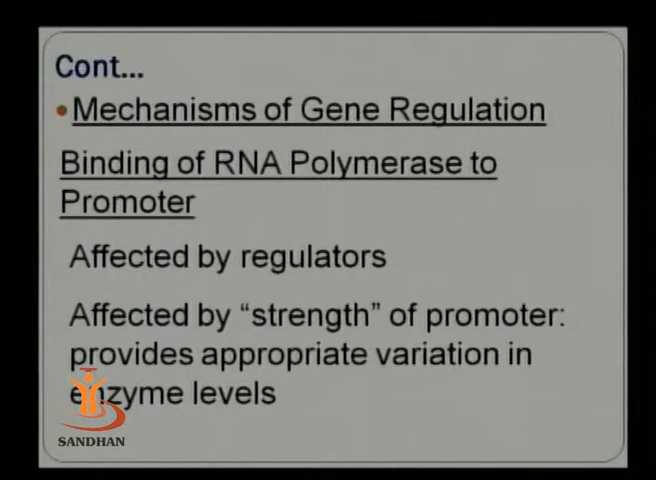 Cont...
•Mechanisms of Gene Regulation
Binding of RNA Polymerase to
Promoter
Affected by regulators
Affected by “strength” of promoter:
provides appropriate variation in
enzyme levels
SANDHAN